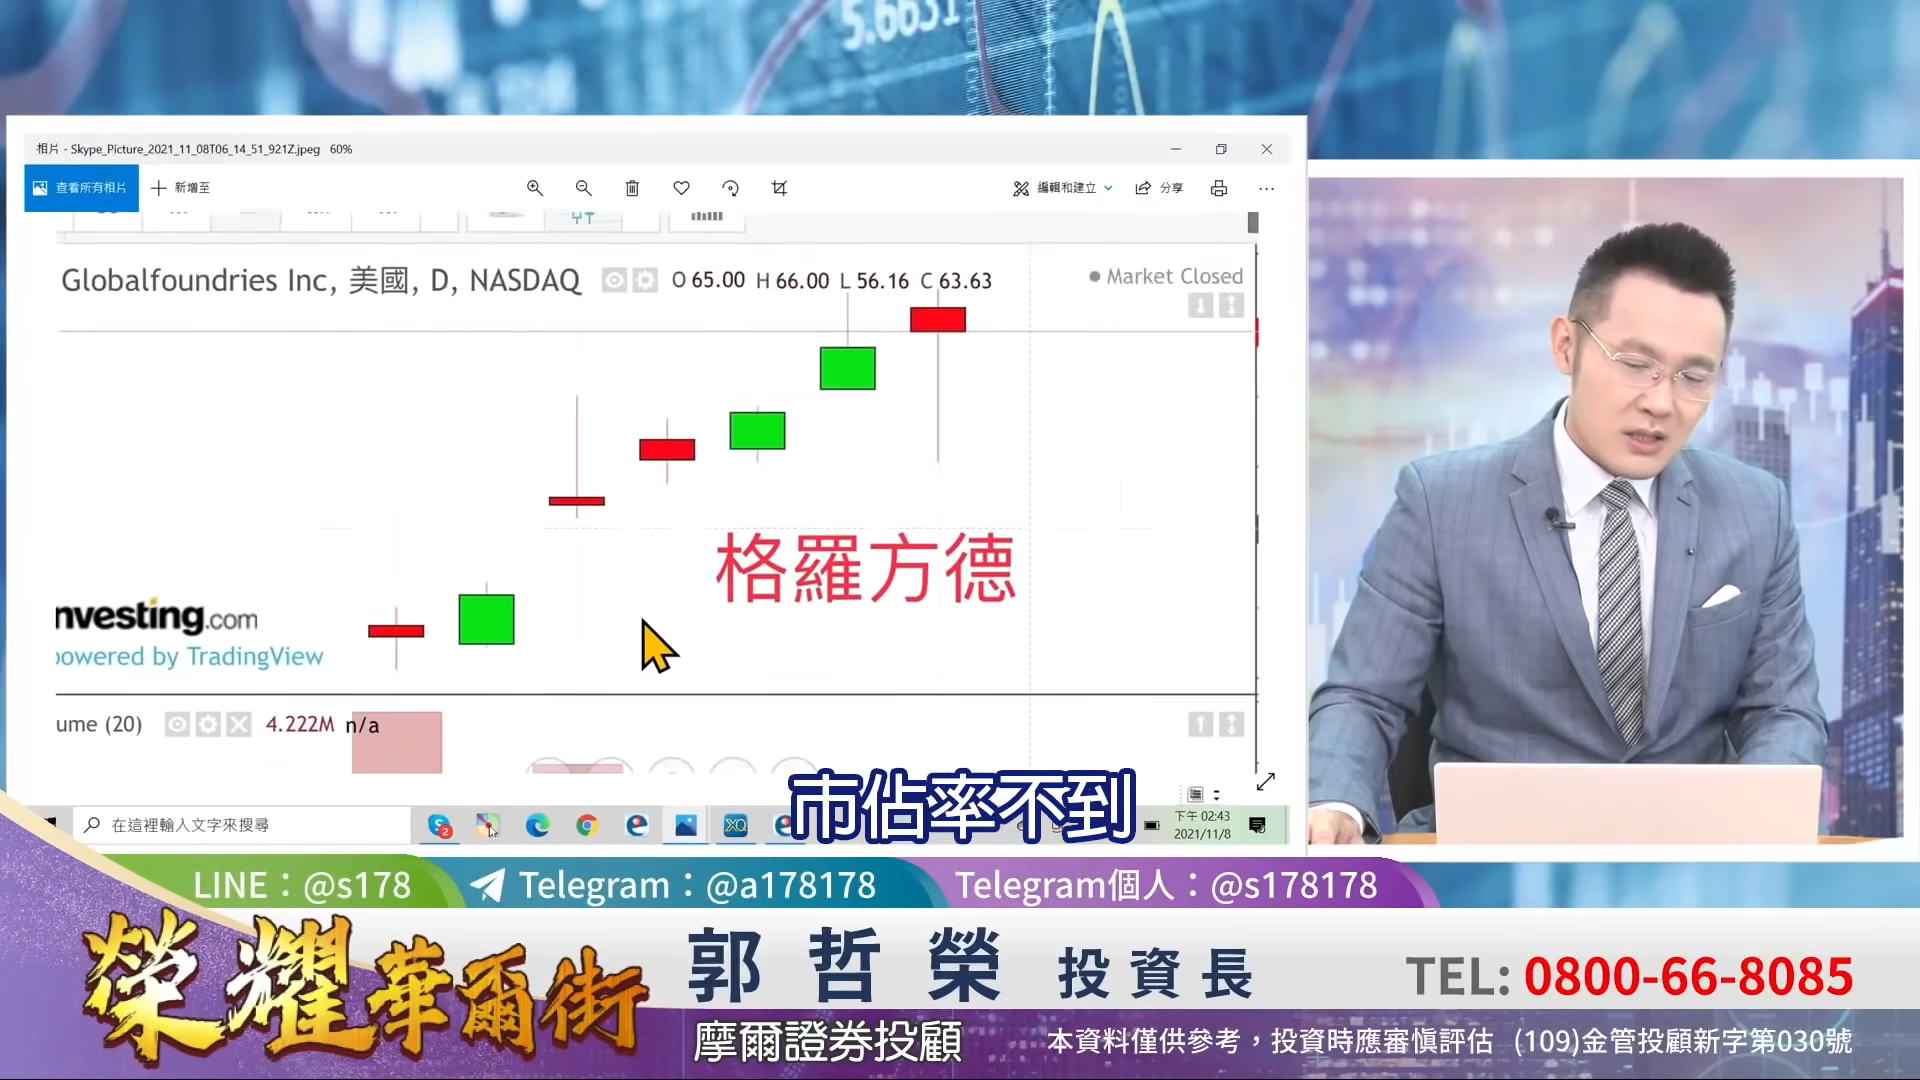 5.6631
相片 - Skype_Picture_2021_11_08T06_14_51_921Z.jpeg 60%
查看所有相片
新增至
編輯和建立
分享
Globalfoundries Inc, 美國, D, NASDAQ
O 65.00 H 66.00 L 56.16 C 63.63
Market Closed
格羅方德
nvesting.com
powered by TradingView
ume (20)
4.222M n/a
市佔率不到
在這裡輸入文字來搜尋
2
XQ
下午 02:43
2021/11/8
LINE：@s178
Telegram：@a178178
Telegram個人：@s178178
榮耀華爾街
郭哲榮 投資長
TEL: 0800-66-8085
摩爾證券投顧
本資料僅供參考，投資時應審慎評估 (109)金管投顧新字第030號